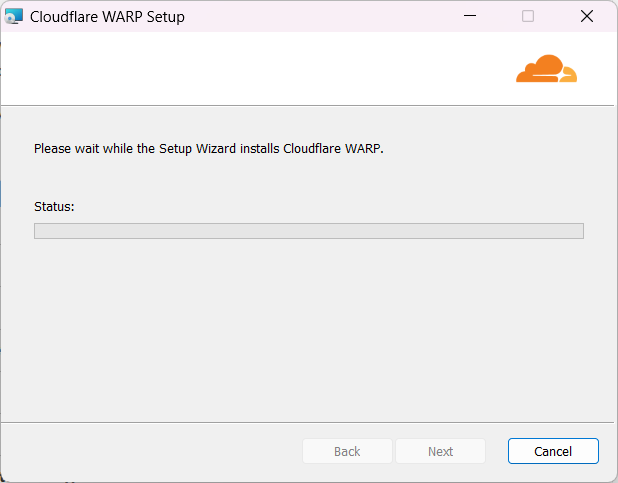 Cloudflare WARP Setup
Please wait while the Setup Wizard installs Cloudflare WARP.
Status:
Back
Next
Cancel